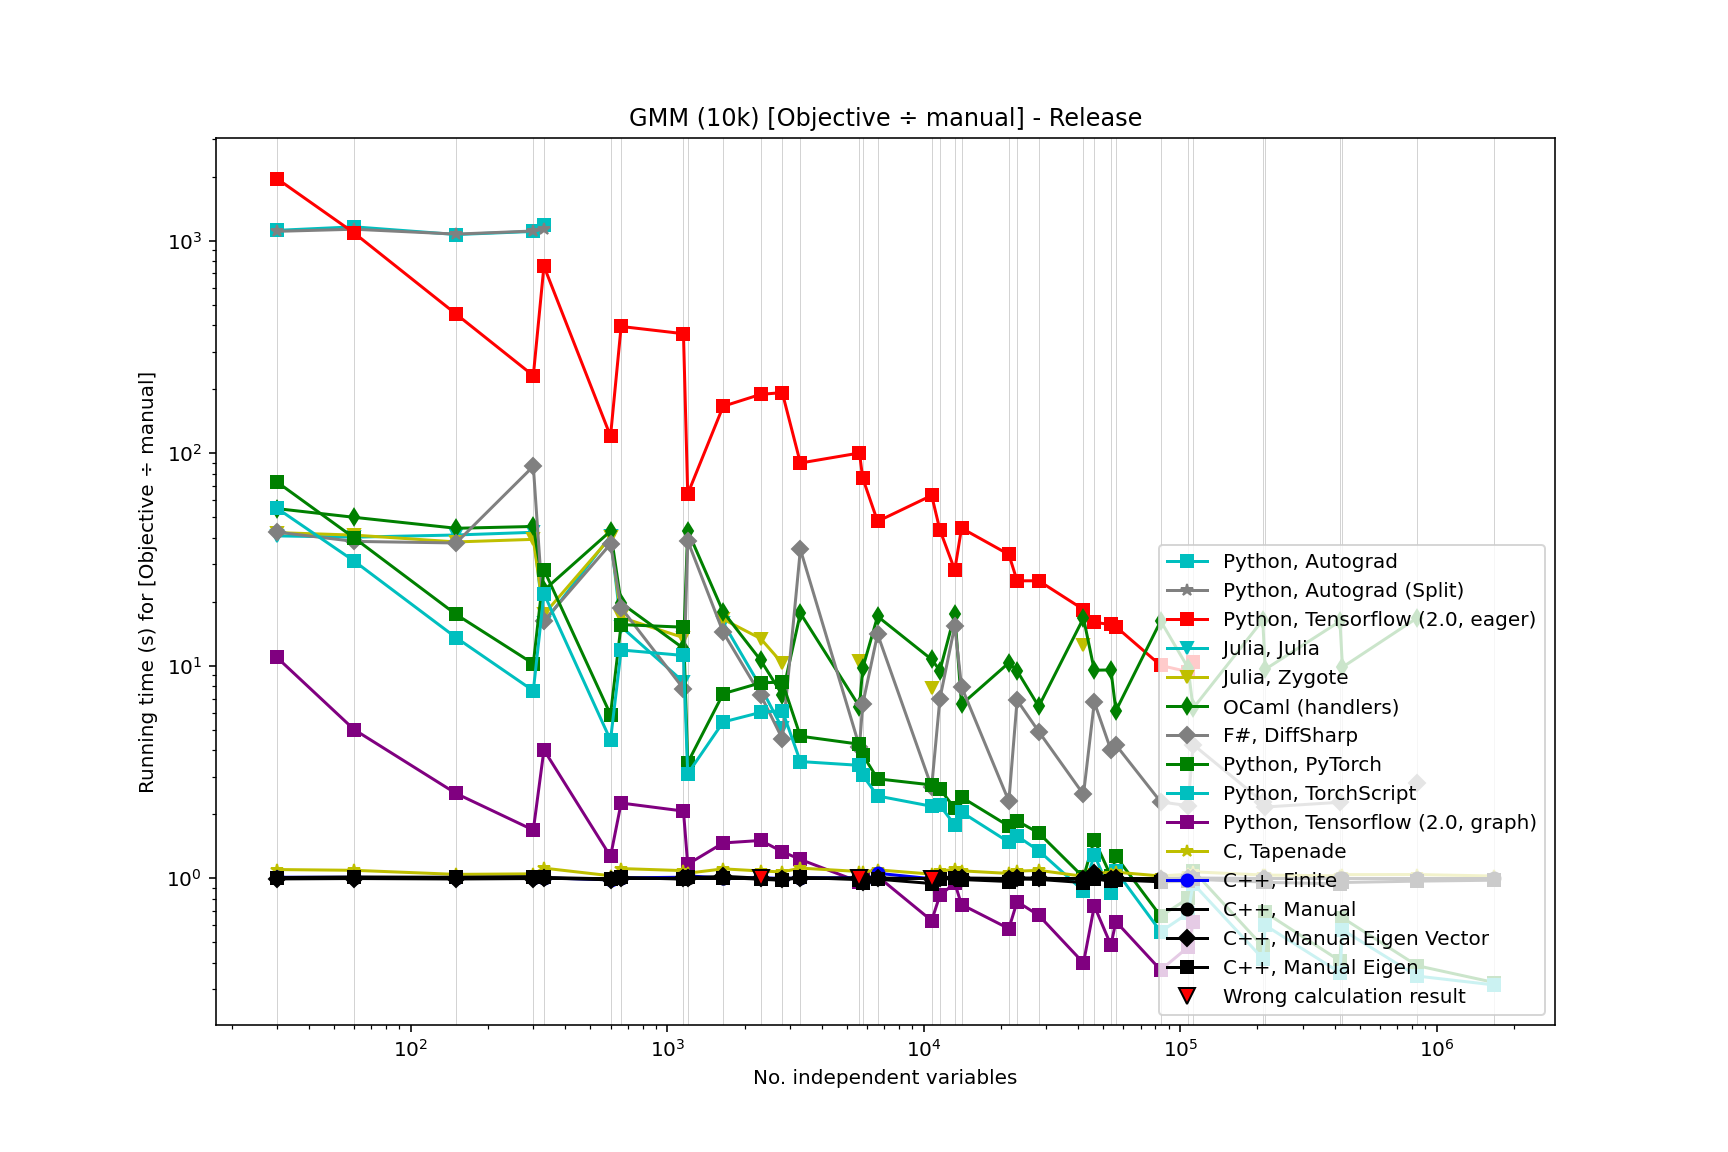 GMM (10k) [Objective ÷ manual] - Release
Running time (s) for [Objective ÷ manual]
10³
10²
10¹
10⁰
Python, Autograd
Python, Autograd (Split)
Python, Tensorflow (2.0, eager)
Julia, Julia
Julia, Zygote
OCaml (handlers)
F#, DiffSharp
Python, PyTorch
Python, TorchScript
Python, Tensorflow (2.0, graph)
C, Tapenade
C++, Finite
C++, Manual
C++, Manual Eigen Vector
C++, Manual Eigen
Wrong calculation result
10² 10³ 10⁴ 10⁵ 10⁶
No. independent variables